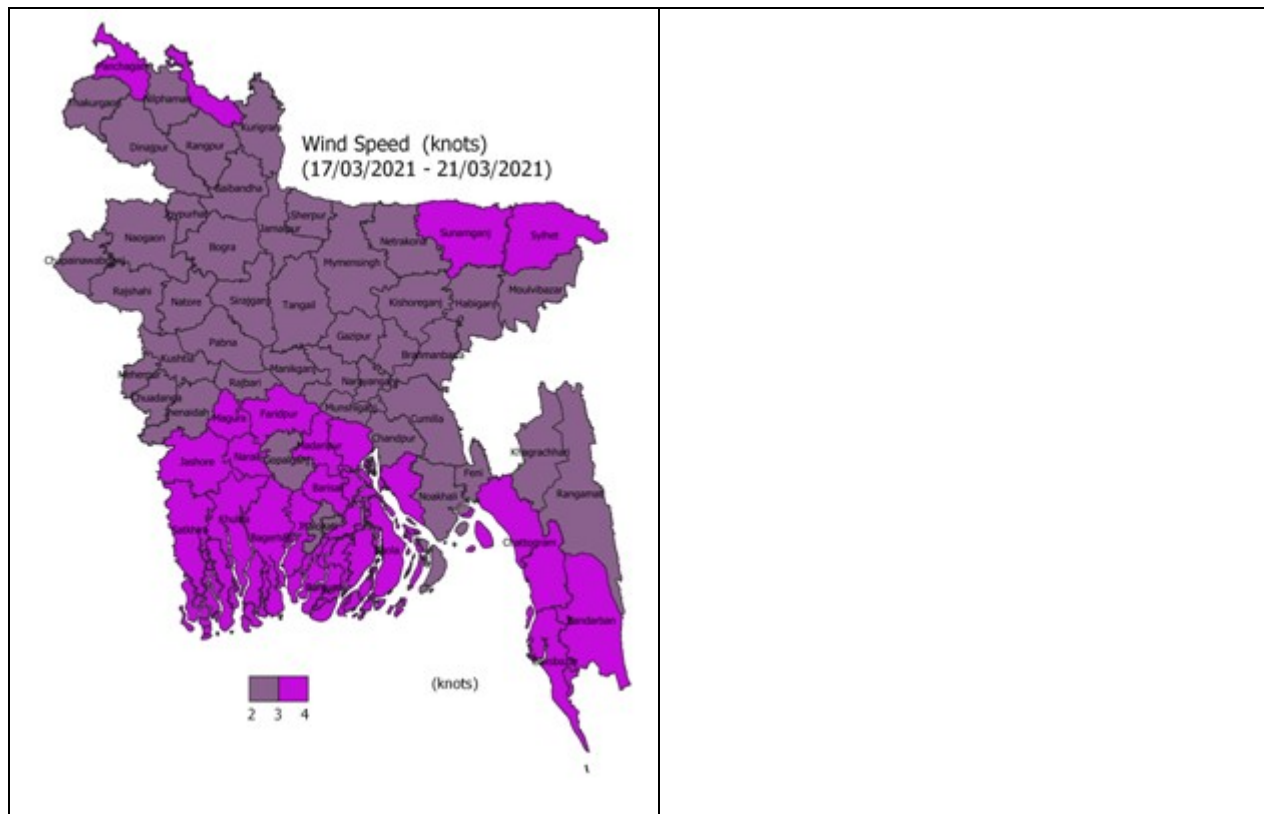 Panchagarh
Thakurgaon
Nilphamari
Kurigram
Dinajpur
Rangpur
Wind Speed (knots)
(17/03/2021 - 21/03/2021)
Gaibandha
Joypurhat
Sherpur
Jamalpur
Naogaon
Bogra
Netrakona
Sunamganj
Sylhet
Mymensingh
Chapainawabganj
Rajshahi
Natore
Sirajganj
Tangail
Kishoreganj
Habiganj
Moulvibazar
Pabna
Gazipur
Kushtia
Brahmanbaria
Meherpur
Manikganj
Rajbari
Narayanganj
Chuadanga
Jhenaidah
Magura
Faridpur
Munshiganj
Cumilla
Chandpur
Madaripur
Jashore
Narail
Gopalganj
Khagrachhari
Feni
Barisal
Noakhali
Rangamati
Satkhira
Khulna
Bagerhat
Jhalokati
Bhola
Chattogram
Bandarban
(knots)
2 3 4